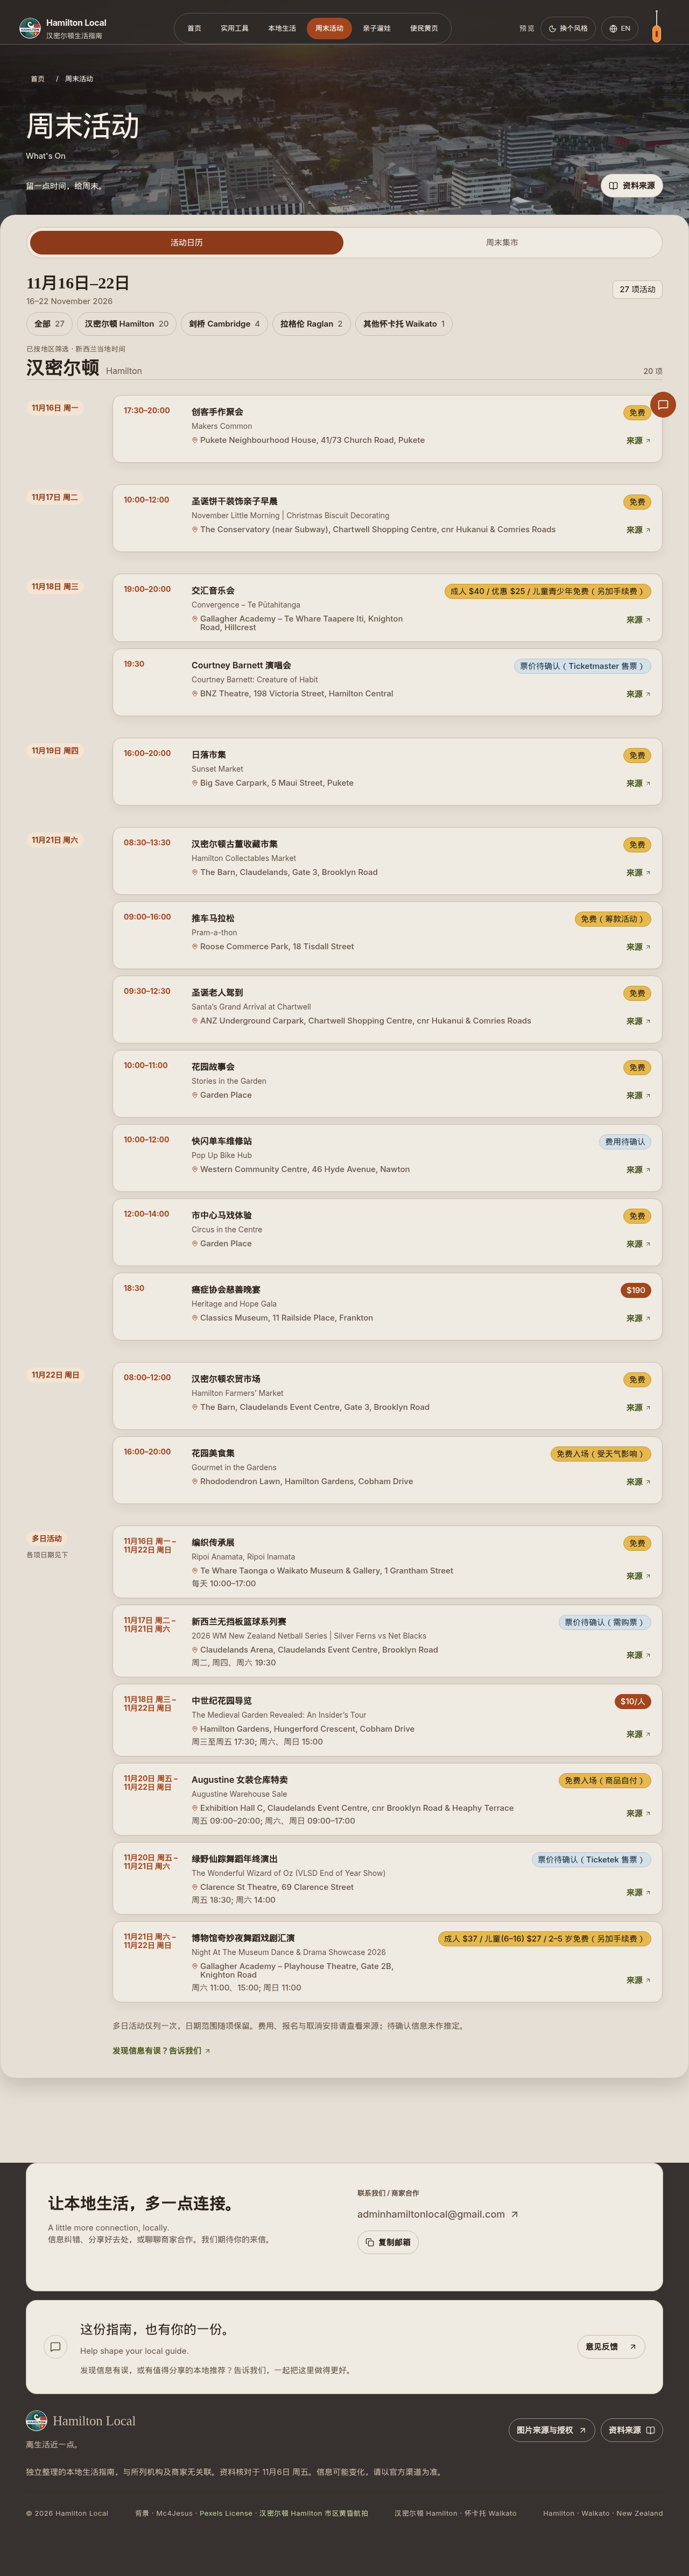 Hamilton Local
汉密尔顿生活指南
首页
实用工具
本地生活
周末活动
亲子遛娃
便民黄页
预览
换个风格
EN
首页 / 周末活动
周末活动
What's On
留一点时间，给周末。
资料来源
活动日历
周末集市
11月16日–22日
16–22 November 2026
27 项活动
全部 27
汉密尔顿 Hamilton 20
剑桥 Cambridge 4
拉格伦 Raglan 2
其他怀卡托 Waikato 1
已按地区筛选 · 新西兰当地时间
汉密尔顿 Hamilton
20 项
11月16日 周一
17:30–20:00
创客手作聚会
免费
Makers Common
Pukete Neighbourhood House, 41/73 Church Road, Pukete
来源
11月17日 周二
10:00–12:00
圣诞饼干装饰亲子早晨
免费
November Little Morning | Christmas Biscuit Decorating
The Conservatory (near Subway), Chartwell Shopping Centre, cnr Hukanui & Comries Roads
来源
11月18日 周三
19:00–20:00
交汇音乐会
成人 $40 / 优惠 $25 / 儿童青少年免费（另加手续费）
Convergence – Te Pūtahitanga
Gallagher Academy – Te Whare Taapere Iti, Knighton
Road, Hillcrest
来源
19:30
Courtney Barnett 演唱会
票价待确认（Ticketmaster 售票）
Courtney Barnett: Creature of Habit
BNZ Theatre, 198 Victoria Street, Hamilton Central
来源
11月19日 周四
16:00–20:00
日落市集
免费
Sunset Market
Big Save Carpark, 5 Maui Street, Pukete
来源
11月21日 周六
08:30–13:30
汉密尔顿古董收藏市集
免费
Hamilton Collectables Market
The Barn, Claudelands, Gate 3, Brooklyn Road
来源
09:00–16:00
推车马拉松
免费（筹款活动）
Pram-a-thon
Roose Commerce Park, 18 Tisdall Street
来源
09:30–12:30
圣诞老人驾到
免费
Santa's Grand Arrival at Chartwell
ANZ Underground Carpark, Chartwell Shopping Centre, cnr Hukanui & Comries Roads
来源
10:00–11:00
花园故事会
免费
Stories in the Garden
Garden Place
来源
10:00–12:00
快闪单车维修站
费用待确认
Pop Up Bike Hub
Western Community Centre, 46 Hyde Avenue, Nawton
来源
12:00–14:00
市中心马戏体验
免费
Circus in the Centre
Garden Place
来源
18:30
癌症协会慈善晚宴
$190
Heritage and Hope Gala
Classics Museum, 11 Railside Place, Frankton
来源
11月22日 周日
08:00–12:00
汉密尔顿农贸市场
免费
Hamilton Farmers' Market
The Barn, Claudelands Event Centre, Gate 3, Brooklyn Road
来源
16:00–20:00
花园美食集
免费入场（受天气影响）
Gourmet in the Gardens
Rhododendron Lawn, Hamilton Gardens, Cobham Drive
来源
多日活动
各项日期见下
11月16日 周一 –
11月22日 周日
编织传承展
免费
Ripoi Anamata, Ripoi Inamata
Te Whare Taonga o Waikato Museum & Gallery, 1 Grantham Street
每天 10:00–17:00
来源
11月17日 周二 –
11月21日 周六
新西兰无挡板篮球系列赛
票价待确认（需购票）
2026 WM New Zealand Netball Series | Silver Ferns vs Net Blacks
Claudelands Arena, Claudelands Event Centre, Brooklyn Road
周二, 周四、周六 19:30
来源
11月18日 周三 –
11月22日 周日
中世纪花园导览
$10/人
The Medieval Garden Revealed: An Insider's Tour
Hamilton Gardens, Hungerford Crescent, Cobham Drive
周三至周五 17:30; 周六、周日 15:00
来源
11月20日 周五 –
11月22日 周日
Augustine 女装仓库特卖
免费入场（商品自付）
Augustine Warehouse Sale
Exhibition Hall C, Claudelands Event Centre, cnr Brooklyn Road & Heaphy Terrace
周五 09:00–20:00; 周六、周日 09:00–17:00
来源
11月20日 周五 –
11月21日 周六
绿野仙踪舞蹈年终演出
票价待确认（Ticketek 售票）
The Wonderful Wizard of Oz (VLSD End of Year Show)
Clarence St Theatre, 69 Clarence Street
周五 18:30; 周六 14:00
来源
11月21日 周六 –
11月22日 周日
博物馆奇妙夜舞蹈戏剧汇演
成人 $37 / 儿童(6–16) $27 / 2–5 岁免费（另加手续费）
Night At The Museum Dance & Drama Showcase 2026
Gallagher Academy – Playhouse Theatre, Gate 2B,
Knighton Road
周六 11:00、15:00; 周日 11:00
来源
多日活动仅列一次，日期范围随项保留。费用、报名与取消安排请查看来源；待确认信息未作推定。
发现信息有误？告诉我们
让本地生活，多一点连接。
A little more connection, locally.
信息纠错、分享好去处，或聊聊商家合作。我们期待你的来信。
联系我们 / 商家合作
adminhamiltonlocal@gmail.com
复制邮箱
这份指南，也有你的一份。
Help shape your local guide.
发现信息有误，或有值得分享的本地推荐？告诉我们，一起把这里做得更好。
意见反馈
Hamilton Local
离生活近一点。
图片来源与授权
资料来源
独立整理的本地生活指南，与所列机构及商家无关联。资料核对于 11月6日 周五。信息可能变化，请以官方渠道为准。
© 2026 Hamilton Local
背景 · Mc4Jesus · Pexels License · 汉密尔顿 Hamilton 市区黄昏航拍
汉密尔顿 Hamilton · 怀卡托 Waikato
Hamilton · Waikato · New Zealand